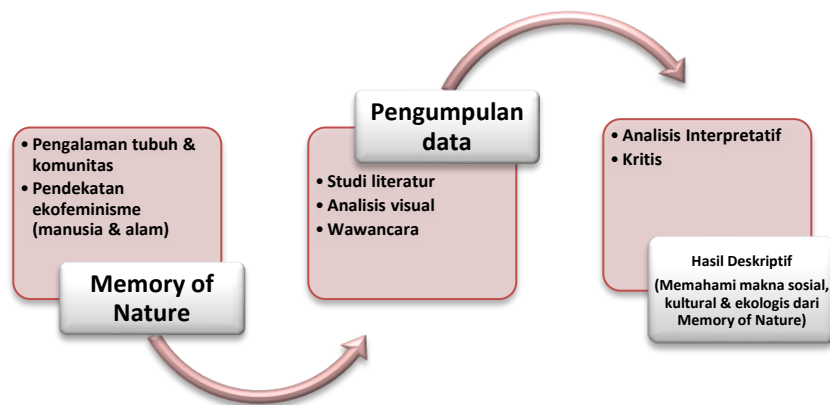 • Pengalaman tubuh &
komunitas
• Pendekatan
ekofeminisme
(manusia & alam)
Memory of
Nature
Pengumpulan
data
• Studi literatur
• Analisis visual
• Wawancara
• Analisis Interpretatif
• Kritis
Hasil Deskriptif
(Memahami makna sosial,
kultural & ekologis dari
Memory of Nature)